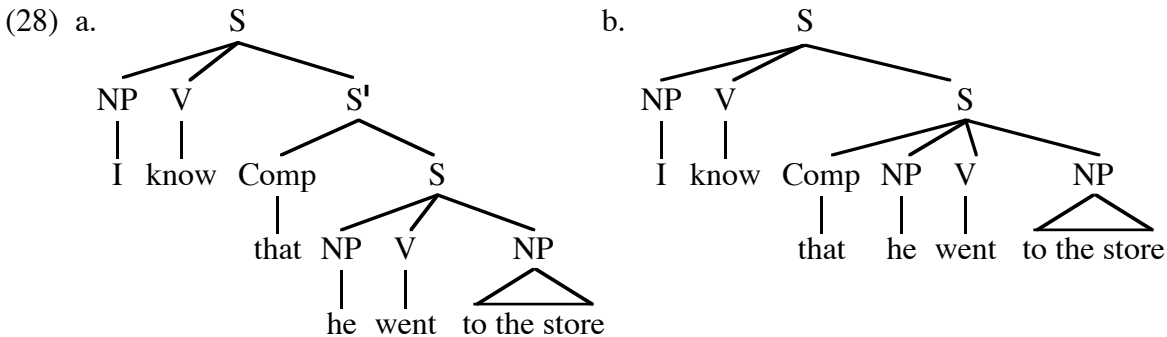 (28) a. S b. S
NP V S' NP V S
I know Comp S I know Comp NP V NP
that NP V NP that he went to the store
he went to the store